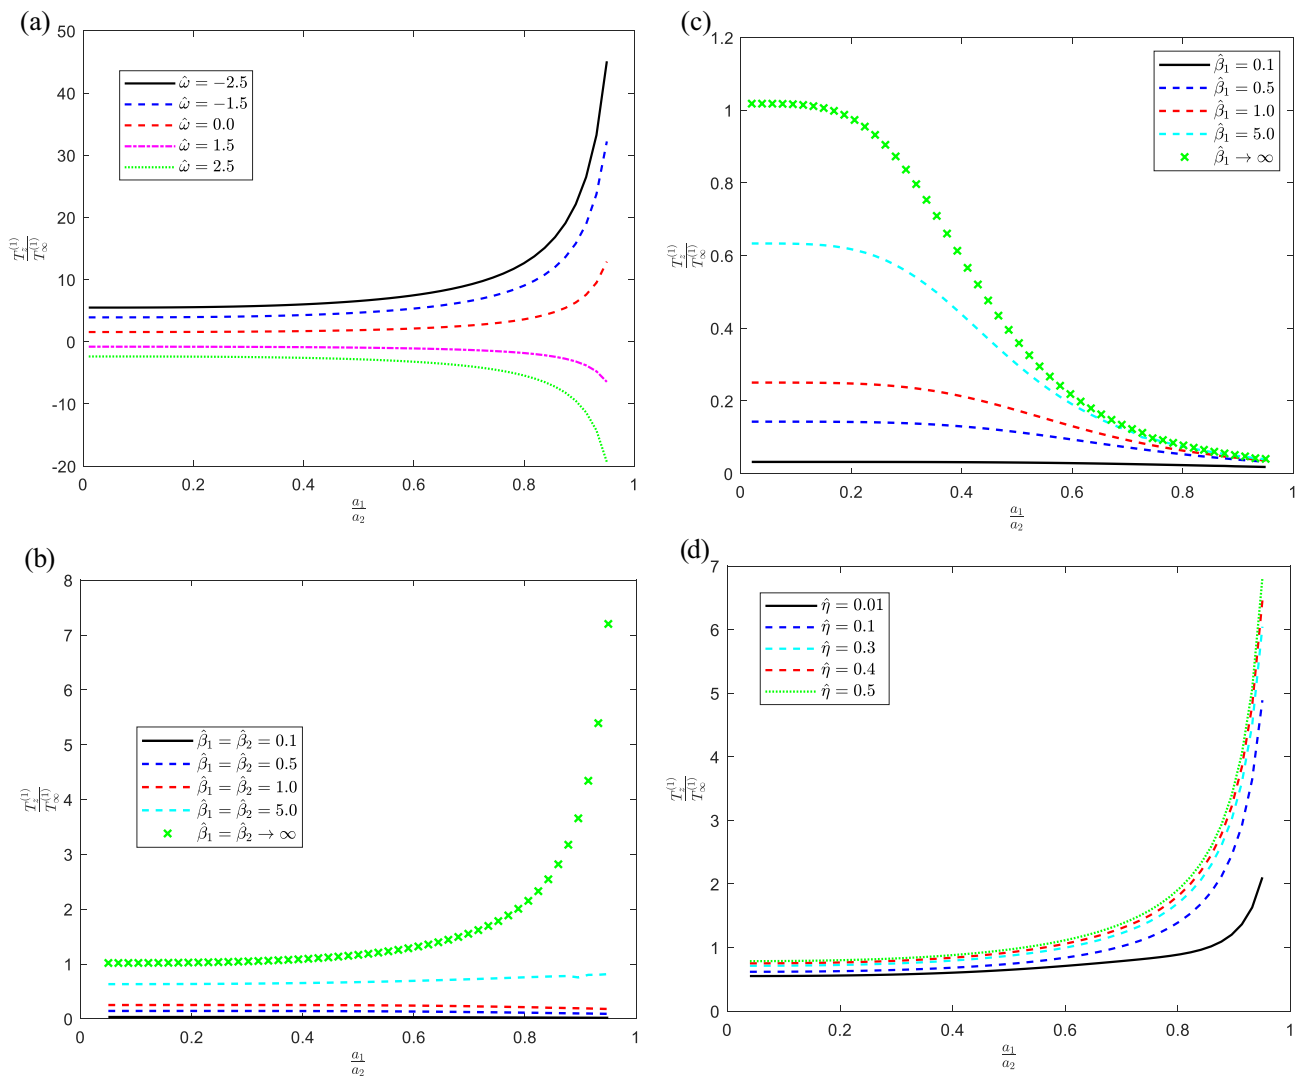 (a)
50
40
30
20
10
0
-10
-20
0
0.2
0.4
0.6
0.8
1
ω̂ = −2.5
ω̂ = −1.5
ω̂ = 0.0
ω̂ = 1.5
ω̂ = 2.5
T_z^(1) / T_∞^(1)
a_1 / a_2
(c)
1.2
1
0.8
0.6
0.4
0.2
0
0
0.2
0.4
0.6
0.8
1
β̂_1 = 0.1
β̂_1 = 0.5
β̂_1 = 1.0
β̂_1 = 5.0
β̂_1 → ∞
T_z^(1) / T_∞^(1)
a_1 / a_2
(b)
8
7
6
5
4
3
2
1
0
0
0.2
0.4
0.6
0.8
1
β̂_1 = β̂_2 = 0.1
β̂_1 = β̂_2 = 0.5
β̂_1 = β̂_2 = 1.0
β̂_1 = β̂_2 = 5.0
β̂_1 = β̂_2 → ∞
T_z^(1) / T_∞^(1)
a_1 / a_2
(d)
7
6
5
4
3
2
1
0
0
0.2
0.4
0.6
0.8
1
η̂ = 0.01
η̂ = 0.1
η̂ = 0.3
η̂ = 0.4
η̂ = 0.5
T_z^(1) / T_∞^(1)
a_1 / a_2